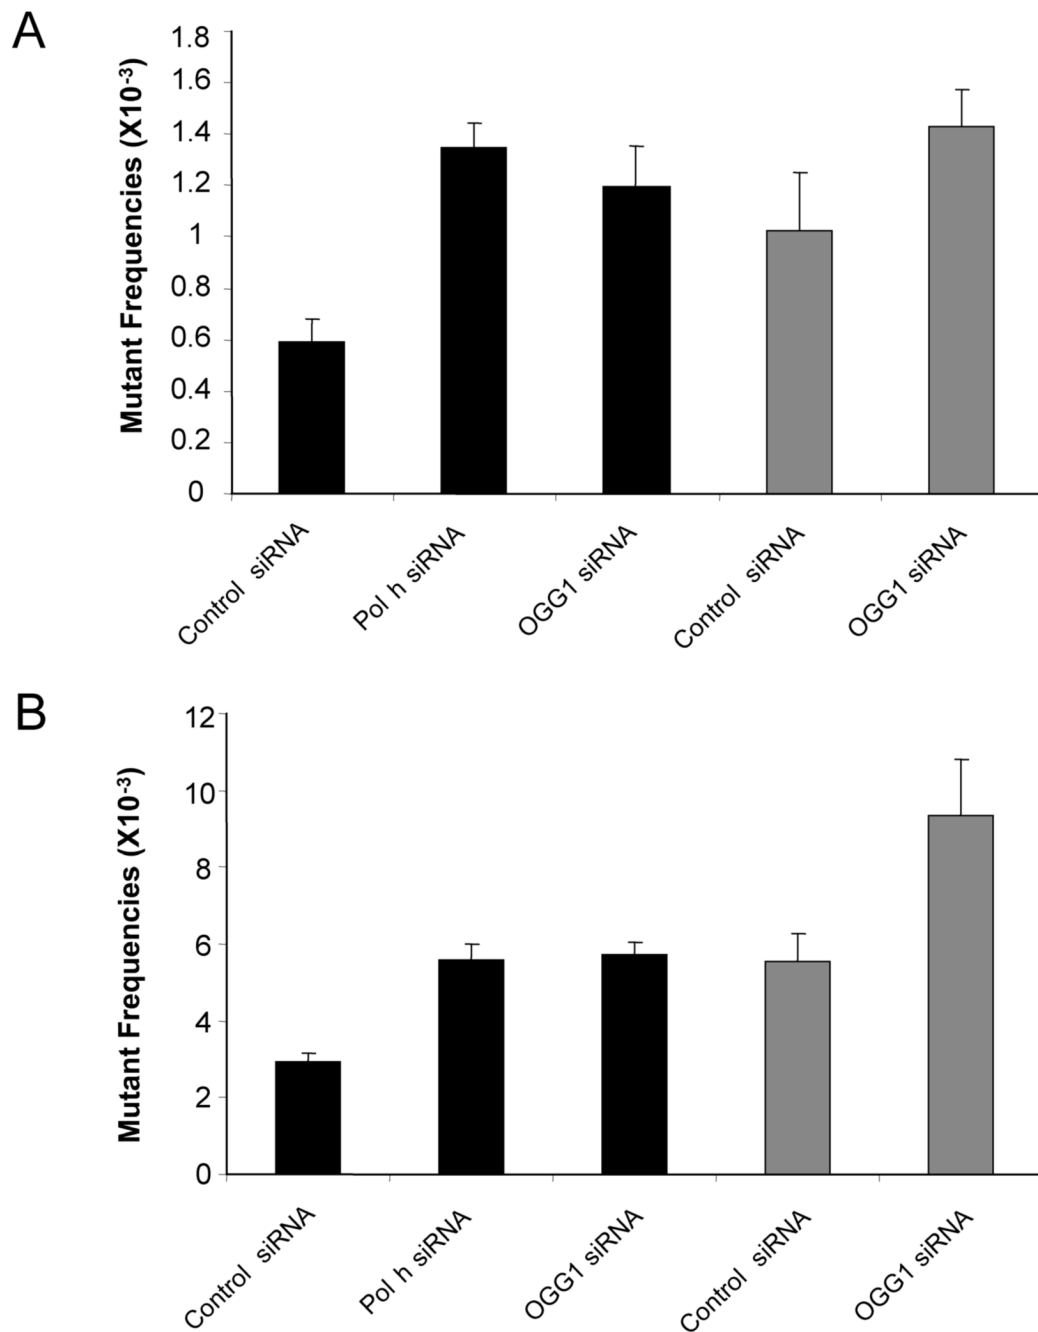 A
Mutant Frequencies (X10⁻³)
1.8
1.6
1.4
1.2
1
0.8
0.6
0.4
0.2
0
Control siRNA
Pol h siRNA
OGG1 siRNA
Control siRNA
OGG1 siRNA
B
Mutant Frequencies (X10⁻³)
12
10
8
6
4
2
0
Control siRNA
Pol h siRNA
OGG1 siRNA
Control siRNA
OGG1 siRNA